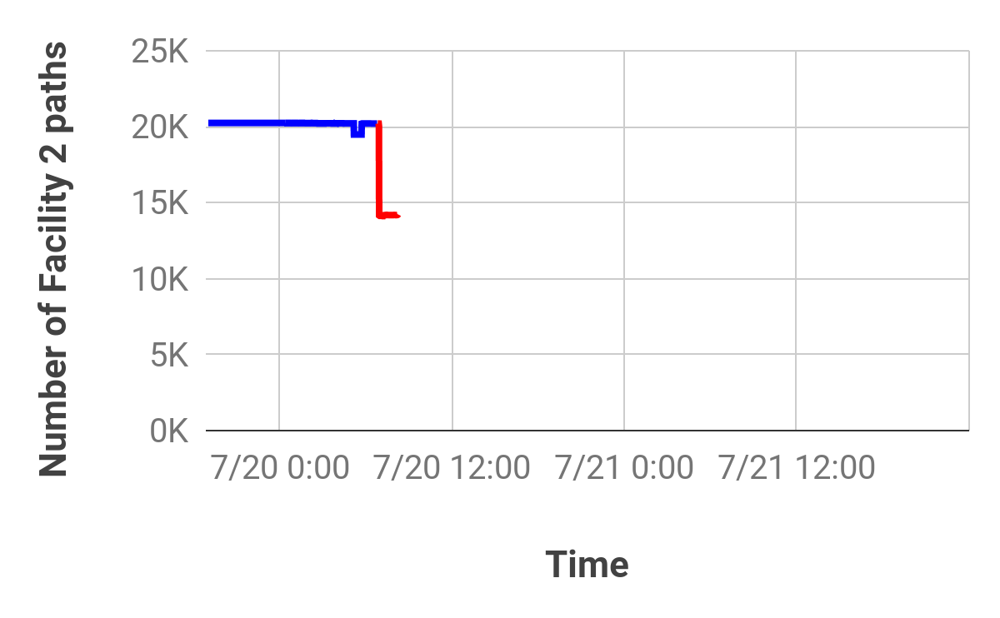 Number of Facility 2 paths
25K
20K
15K
10K
5K
0K
7/20 0:00
7/20 12:00
7/21 0:00
7/21 12:00
Time